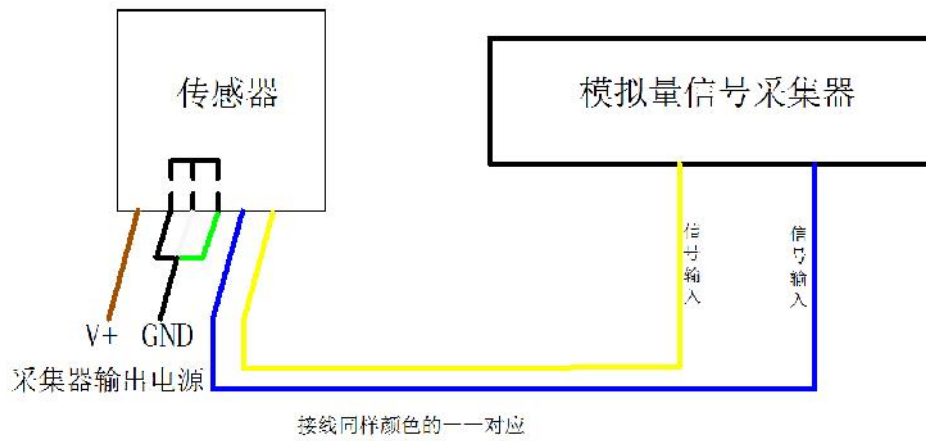 传感器
模拟量信号采集器
信号输入
信号输入
V+ GND
采集器输出电源
接线同样颜色的一一对应